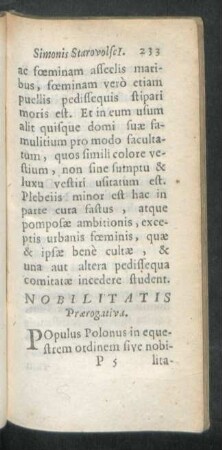 Simonis Starovolscī. 233
ac fœminam asseclis mari-
bus, fœminam verò etiam
puellis pedissequis stipari
moris est. Et in eum usum
alit quisque domi suæ fa-
mulitium pro modo faculta-
tum, quos simili colore ve-
stium, non sine sumptu &
luxu vestiri usitatum est.
Plebeiis minor est hac in
parte cura fastus, atque
pomposæ ambitionis, exce-
ptis urbanis fœminis, quæ
& ipsæ benè cultæ, &
una aut altera pedissequa
comitatæ incedere student.
NOBILITATIS
Prærogativa.
POpulus Polonus in eque-
strem ordinem sive nobi-
P 5 lita-